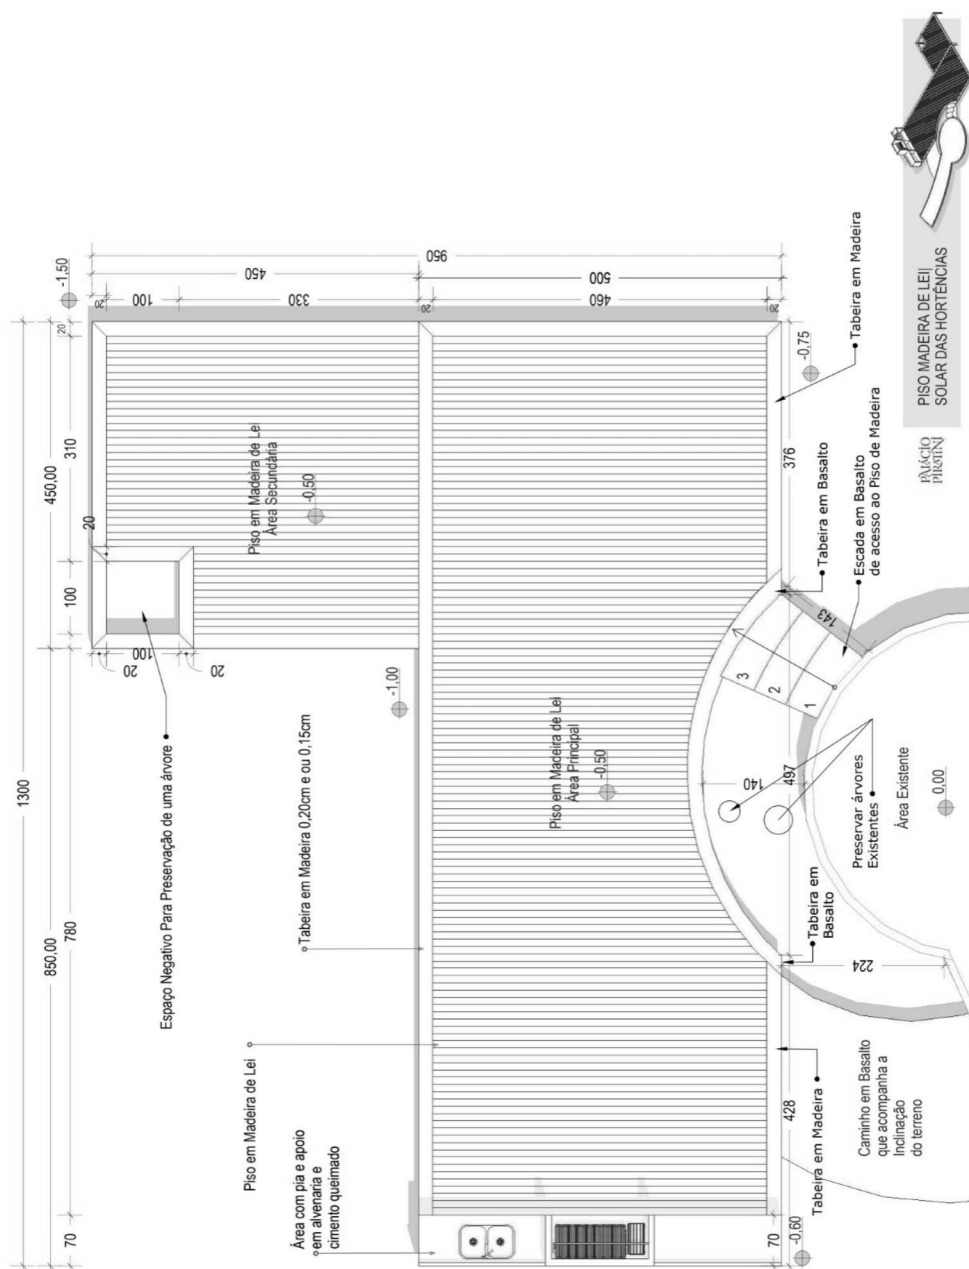 1300
450,00
850,00
20
310
100
780
70
-1,50
20
100
330
20
460
20
450
500
950
20
100
20
20
Piso em Madeira de Lei
Área Secundária
-0,50
Espaço Negativo Para Preservação de uma árvore
-1,00
Tabeira em Madeira 0,20cm e ou 0,15cm
Piso em Madeira de Lei
Área com pia e apoio
em alvenaria e
cimento queimado
Piso em Madeira de Lei
Área Principal
-0,50
3
2
1
143
140
497
224
376
428
70
-0,60
-0,75
Tabeira em Madeira
Tabeira em Basalto
Escada em Basalto
de acesso ao Piso de Madeira
Preservar árvores
Existentes
Área Existente
0,00
Tabeira em
Basalto
Tabeira em Madeira
Caminho em Basalto
que acompanha a
Inclinação
do terreno
PALÁCIO
PIRATINI
PISO MADEIRA DE LEI|
SOLAR DAS HORTÊNCIAS